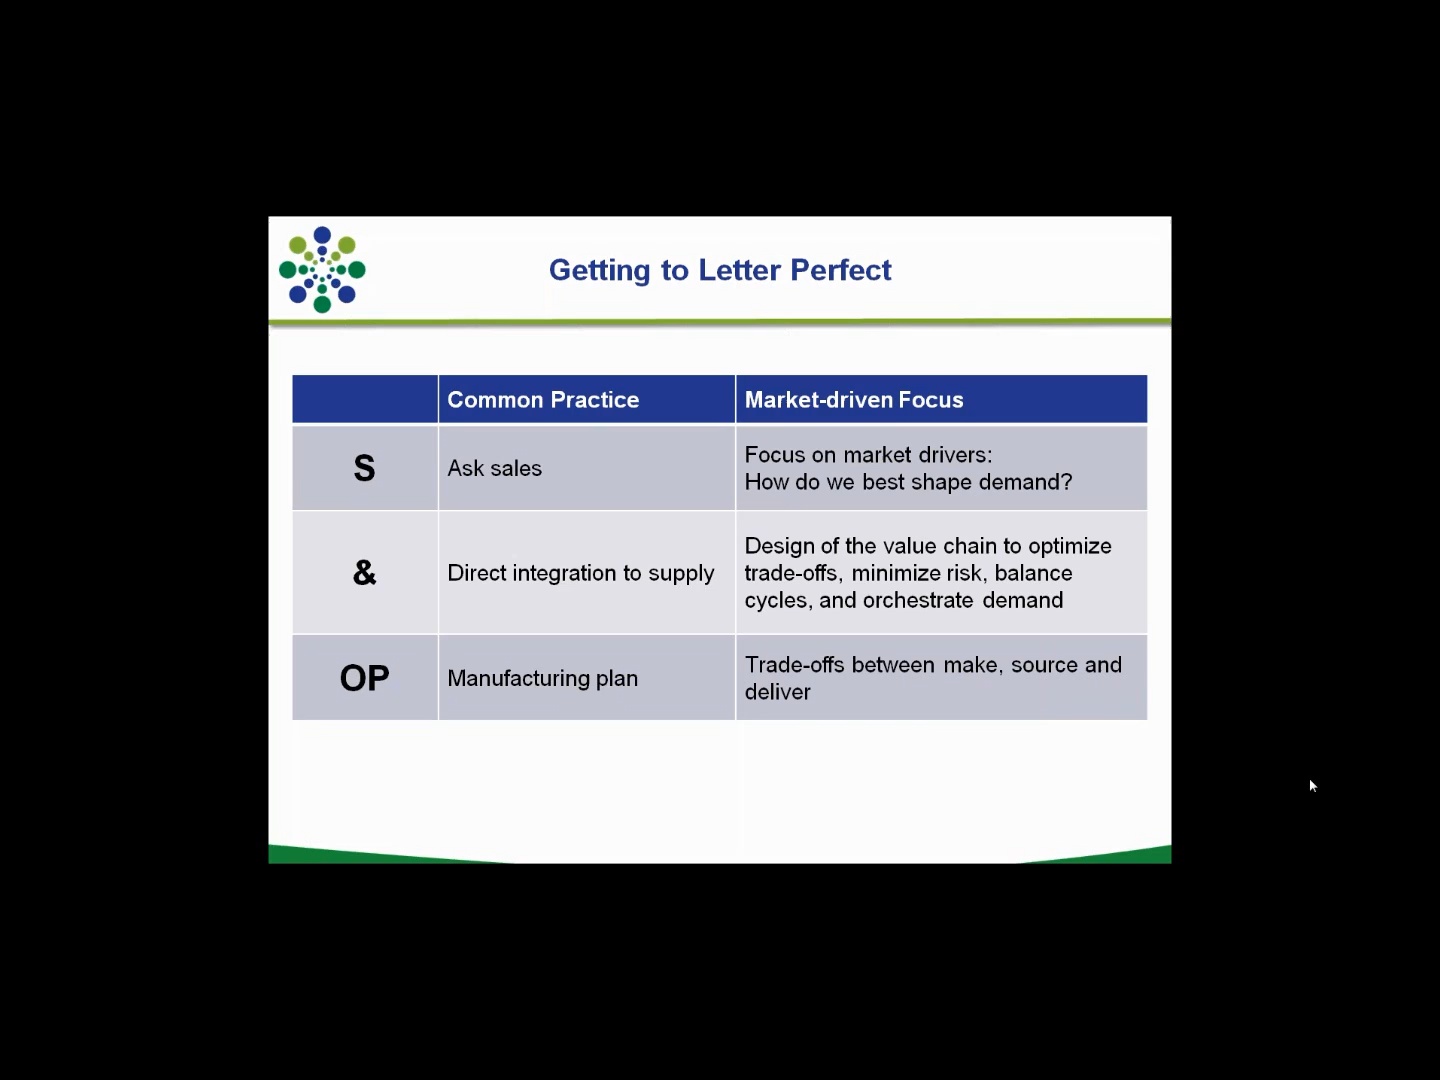 Getting to Letter Perfect
Common Practice
Market-driven Focus
S
Ask sales
Focus on market drivers:
How do we best shape demand?
&
Direct integration to supply
Design of the value chain to optimize
trade-offs, minimize risk, balance
cycles, and orchestrate demand
OP
Manufacturing plan
Trade-offs between make, source and
deliver